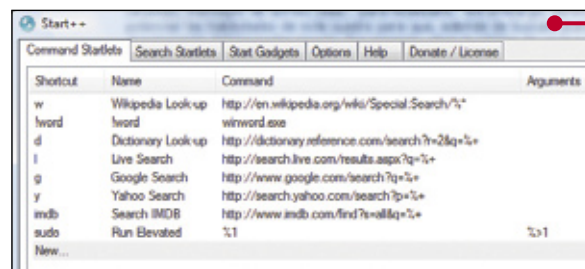 Start++
Command Startlets Search Startlets Start Gadgets Options Help Donate / License
Shortcut Name Command Arguments
w Wikipedia Look-up http://en.wikipedia.org/wiki/Special:Search/%*
!word !word winword.exe
d Dictionary Look-up http://dictionary.reference.com/search?r=2&q=%+
l Live Search http://search.live.com/results.aspx?q=%+
g Google Search http://www.google.com/search?q=%+
y Yahoo Search http://search.yahoo.com/search?p=%+
imdb Search IMDB http://www.imdb.com/find?s=all&q=%+
sudo Run Elevated %1 %>1
New...